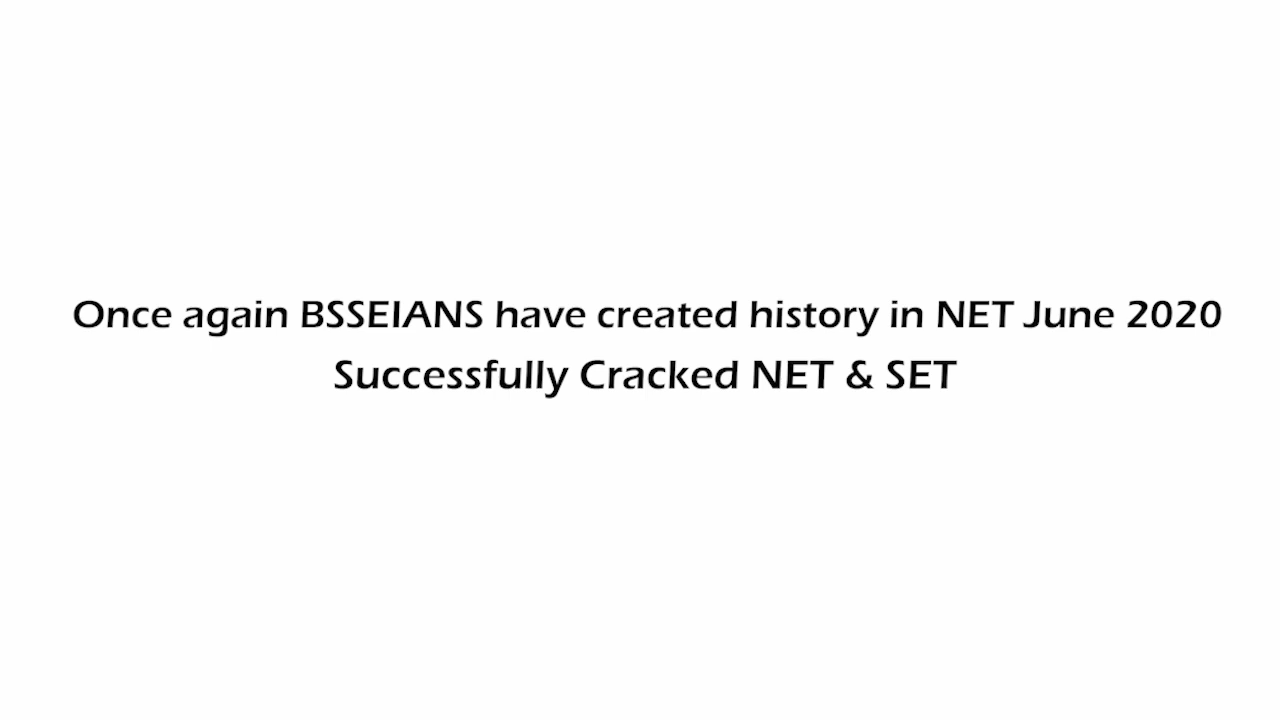 Once again BSSEIANS have created history in NET June 2020
Successfully Cracked NET & SET